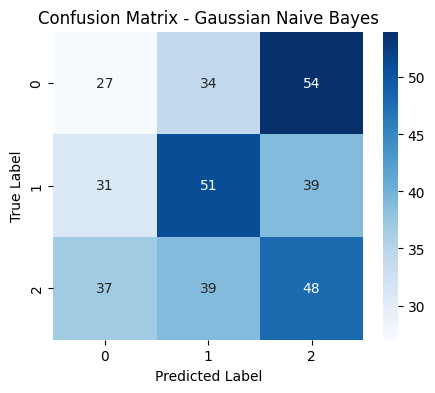 Confusion Matrix - Gaussian Naive Bayes
True Label
0 27 34 54
1 31 51 39
2 37 39 48
0 1 2
Predicted Label
50
45
40
35
30